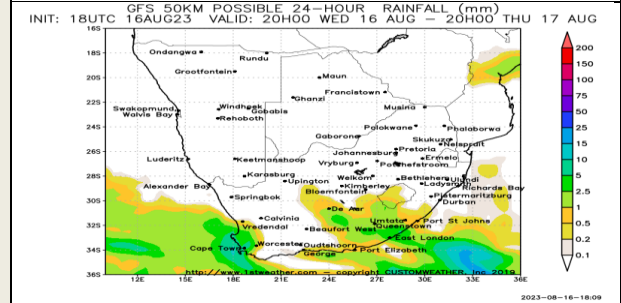 GFS 50KM POSSIBLE 24-HOUR RAINFALL (mm)
INIT: 18UTC 16AUG23 VALID: 20H00 WED 16 AUG - 20H00 THU 17 AUG
16S
18S
20S
22S
24S
26S
28S
30S
32S
34S
36S
Ondangwa
Rundu
Grootfontein
Maun
Francistown
Ghanzi
Musina
Swakopmund
Windhoek
Gobabis
Walvis Bay
Rehoboth
Polokwane
Phalaborwa
Gaborone
Skukuza
Pretoria
Nelspruit
Johannesburg
Luderitz
Keetmanshoop
Vryburg
Potchefstroom
Ermelo
Karasburg
Upington
Welkom
Bethlehem
Ulundi
Alexander Bay
Kimberley
Ladysmith
Richards Bay
Bloemfontein
Pietermaritzburg
Springbok
Durban
De Aar
Calvinia
Umtata
Port St Johns
Vredendal
Beaufort West
Queenstown
East London
Cape Town
Worcester
Oudtshoorn
George
Port Elizabeth
http://www.1stweather.com - copyright CUSTOMWEATHER, Inc 2019
12E
15E
18E
21E
24E
27E
30E
33E
36E
200
150
100
75
50
25
20
15
10
5
2.5
1
0.5
0.2
0.1
2023-08-16-18:09